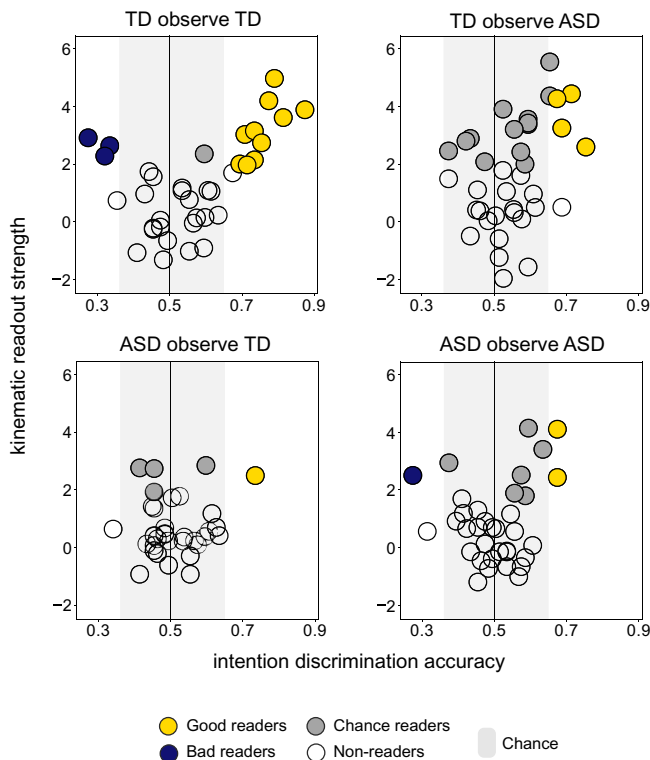 TD observe TD
TD observe ASD
6
4
2
0
−2
0.3 0.5 0.7 0.9
6
4
2
0
−2
0.3 0.5 0.7 0.9
kinematic readout strength
ASD observe TD
ASD observe ASD
6
4
2
0
−2
0.3 0.5 0.7 0.9
6
4
2
0
−2
0.3 0.5 0.7 0.9
intention discrimination accuracy
Good readers
Chance readers
Bad readers
Non-readers
Chance